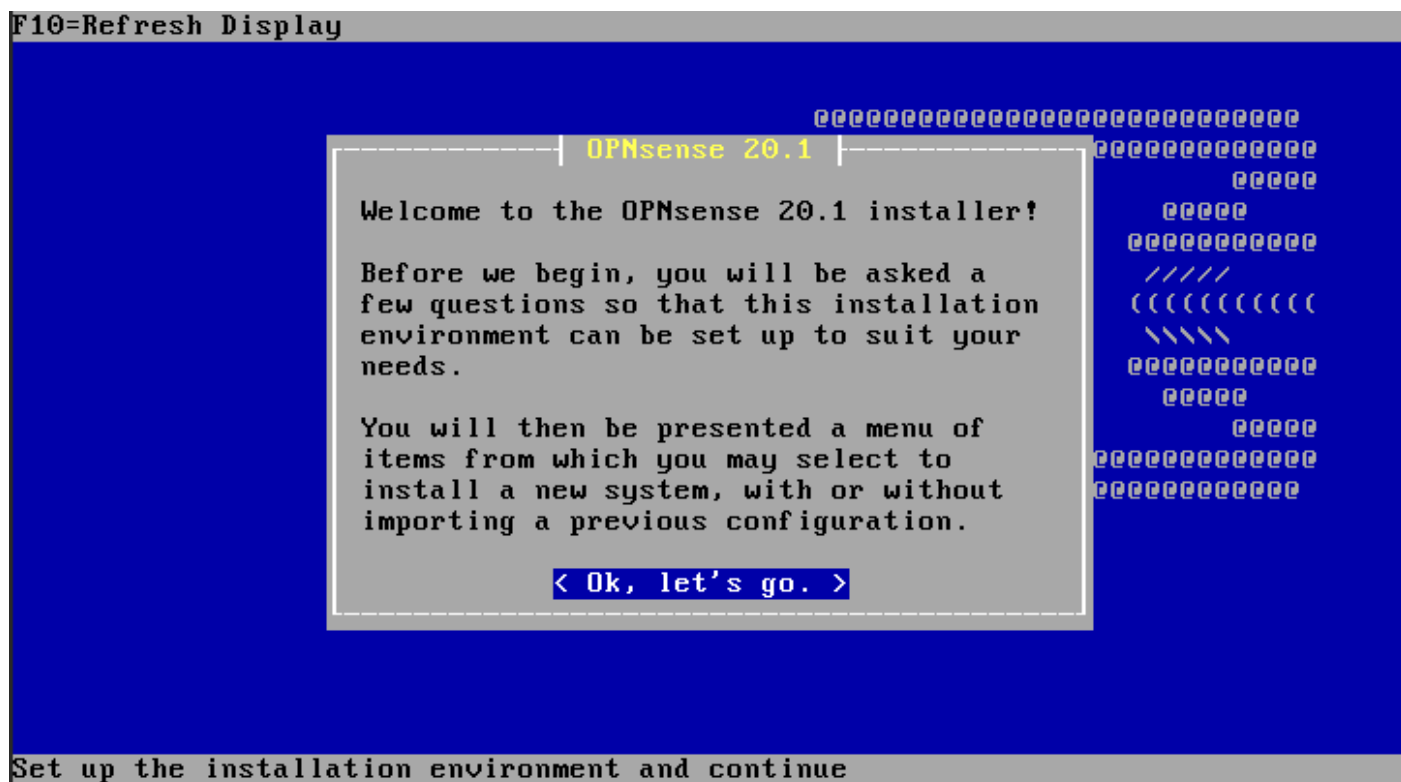 F10=Refresh Display
@@@@@@@@@@@@@@@@@@@@@@@@@@@@
OPNsense 20.1
@@@@@@@@@@@@@
@@@@@
Welcome to the OPNsense 20.1 installer!
@@@@@
@@@@@@@@@@@
Before we begin, you will be asked a
/////
few questions so that this installation
(((((((((((
environment can be set up to suit your
\\\\\
needs.
@@@@@@@@@@@
@@@@@
You will then be presented a menu of
@@@@@
items from which you may select to
@@@@@@@@@@@@@
install a new system, with or without
@@@@@@@@@@@@
importing a previous configuration.
< Ok, let's go. >
Set up the installation environment and continue